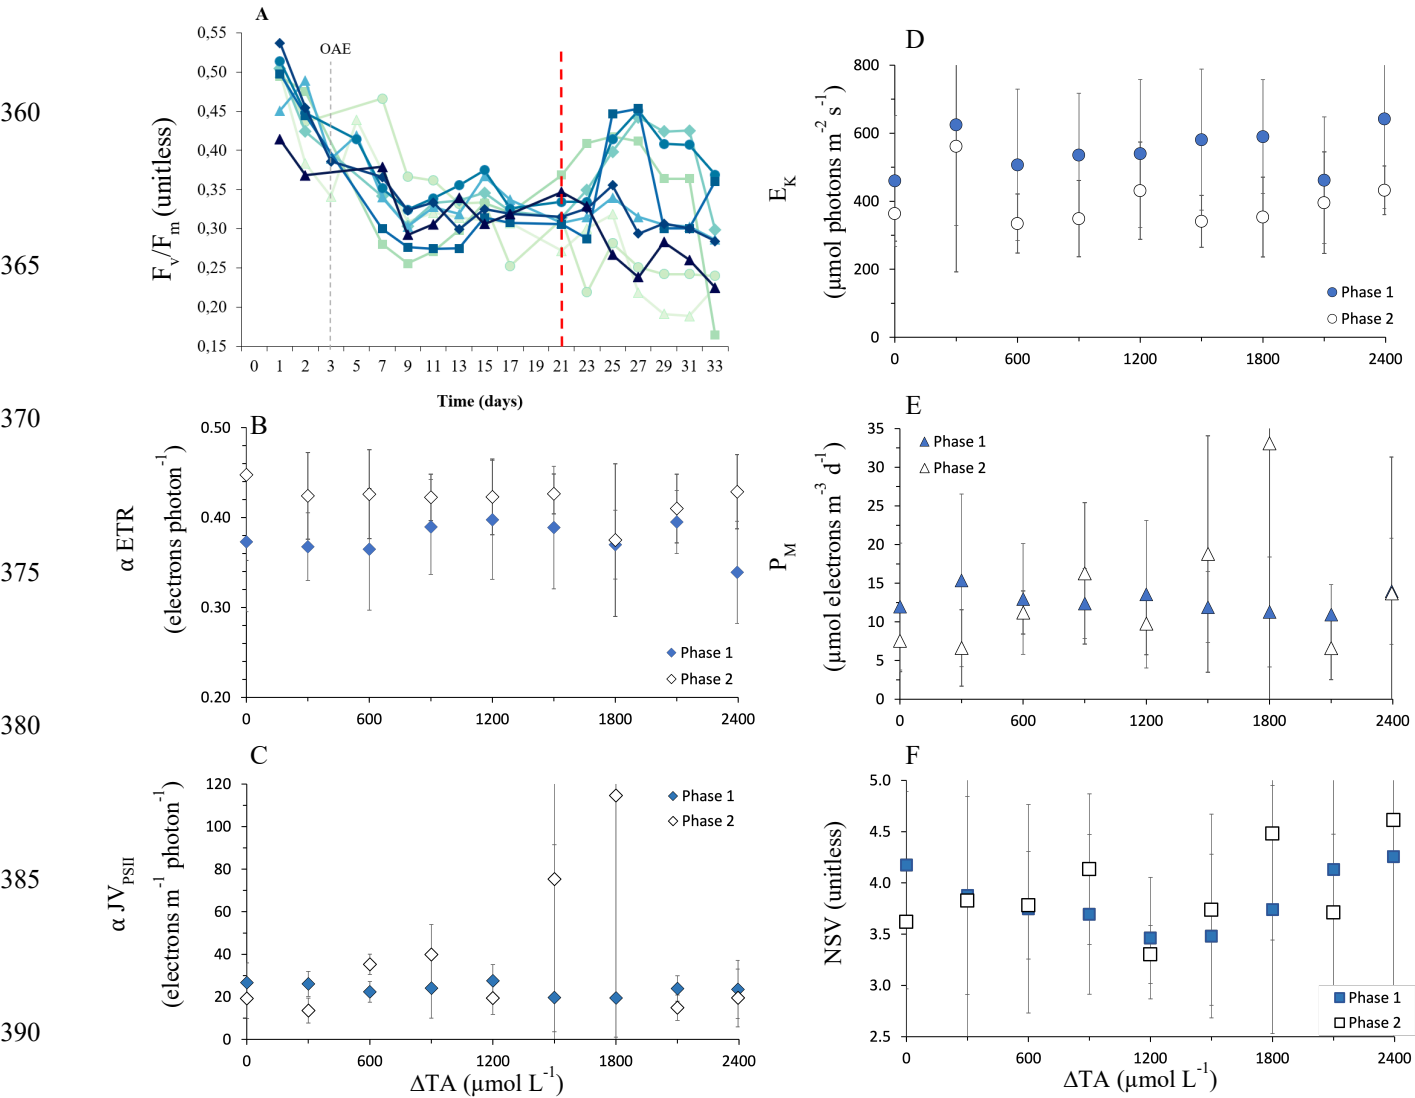 A
0,55
0,50
0,45
0,40
0,35
0,30
0,25
0,20
0,15
OAE
Fv/Fm (unitless)
0 1 2 3 5 7 9 11 13 15 17 19 21 23 25 27 29 31 33
Time (days)
D
800
600
400
200
0
EK
(µmol photons m-2 s-1)
Phase 1
Phase 2
0 600 1200 1800 2400
B
0.50
0.40
0.30
0.20
α ETR
(electrons photon-1)
Phase 1
Phase 2
0 600 1200 1800 2400
E
35
30
25
20
15
10
5
0
PM
(µmol electrons m-3 d-1)
Phase 1
Phase 2
0 600 1200 1800 2400
C
120
100
80
60
40
20
0
α JVPSII
(electrons m-1 photon-1)
Phase 1
Phase 2
0 600 1200 1800 2400
ΔTA (µmol L-1)
F
5.0
4.5
4.0
3.5
3.0
2.5
NSV (unitless)
Phase 1
Phase 2
0 600 1200 1800 2400
ΔTA (µmol L-1)
360
365
370
375
380
385
390